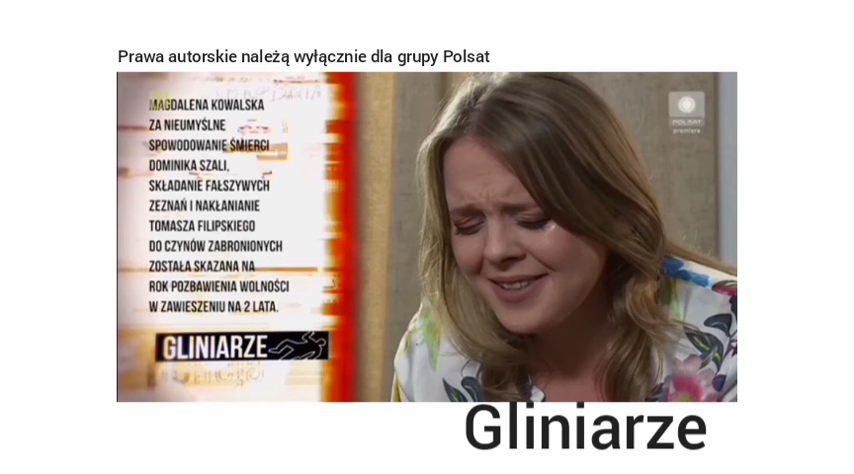 Prawa autorskie należą wyłącznie dla grupy Polsat
MAGDALENA KOWALSKA
ZA NIEUMYŚLNE
SPOWODOWANIE ŚMIERCI
DOMINIKA SZALI,
SKŁADANIE FAŁSZYWYCH
ZEZNAŃ I NAKŁANIANIE
TOMASZA FILIPSKIEGO
DO CZYNÓW ZABRONIONYCH
ZOSTAŁA SKAZANA NA
ROK POZBAWIENIA WOLNOŚCI
W ZAWIESZENIU NA 2 LATA.
GLINIARZE
POLSAT
premiera
Gliniarze